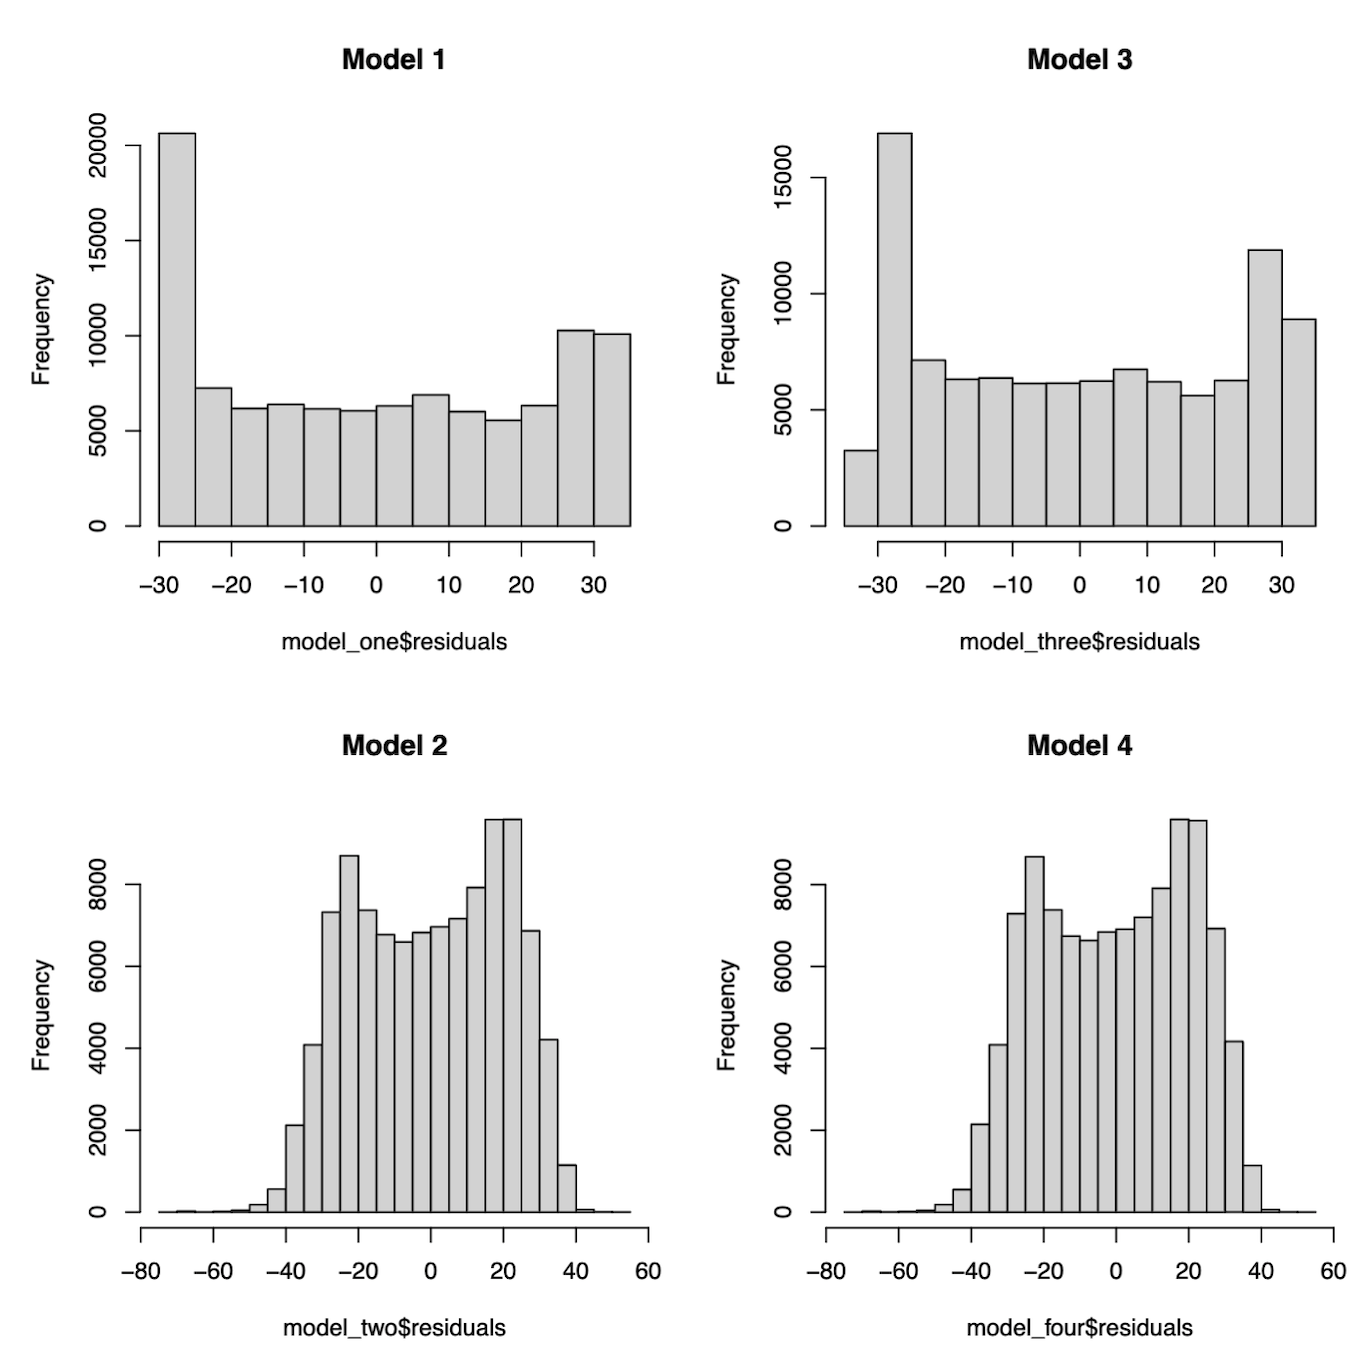 Model 1
Frequency
0 5000 10000 15000 20000
−30 −20 −10 0 10 20 30
model_one$residuals
Model 3
Frequency
0 5000 10000 15000
−30 −20 −10 0 10 20 30
model_three$residuals
Model 2
Frequency
0 2000 4000 6000 8000
−80 −60 −40 −20 0 20 40 60
model_two$residuals
Model 4
Frequency
0 2000 4000 6000 8000
−80 −60 −40 −20 0 20 40 60
model_four$residuals